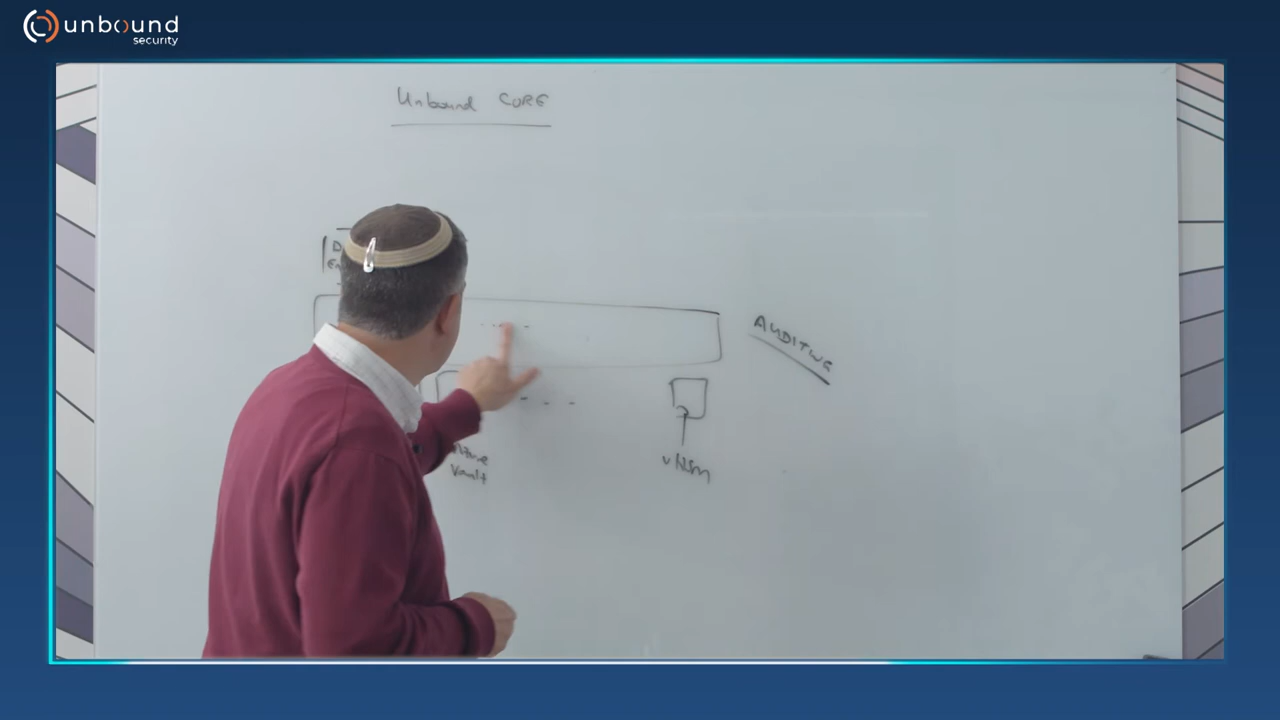 unbound
security
Unbound CORE
AUDITING
Vault
vHSM